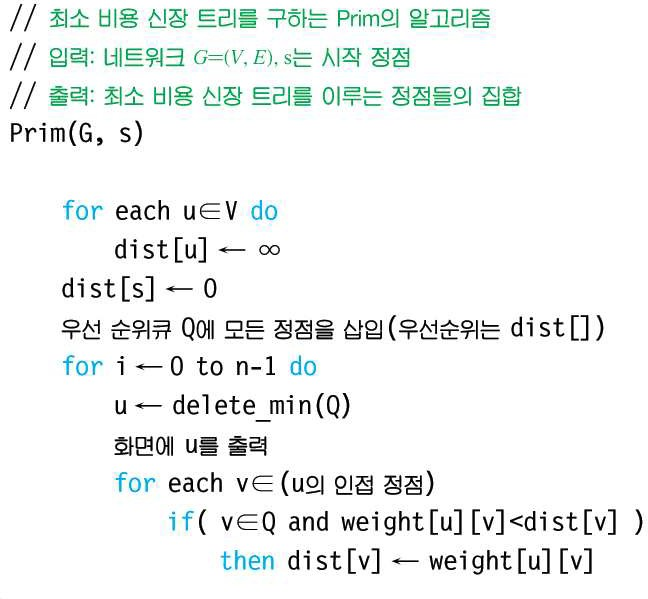 // 최소 비용 신장 트리를 구하는 Prim의 알고리즘
// 입력: 네트워크 G=(V, E), s는 시작 정점
// 출력: 최소 비용 신장 트리를 이루는 정점들의 집합
Prim(G, s)
for each u∈V do
dist[u] ← ∞
dist[s] ← 0
우선 순위큐 Q에 모든 정점을 삽입(우선순위는 dist[])
for i ← 0 to n-1 do
u ← delete_min(Q)
화면에 u를 출력
for each v∈(u의 인접 정점)
if( v∈Q and weight[u][v]<dist[v] )
then dist[v] ← weight[u][v]